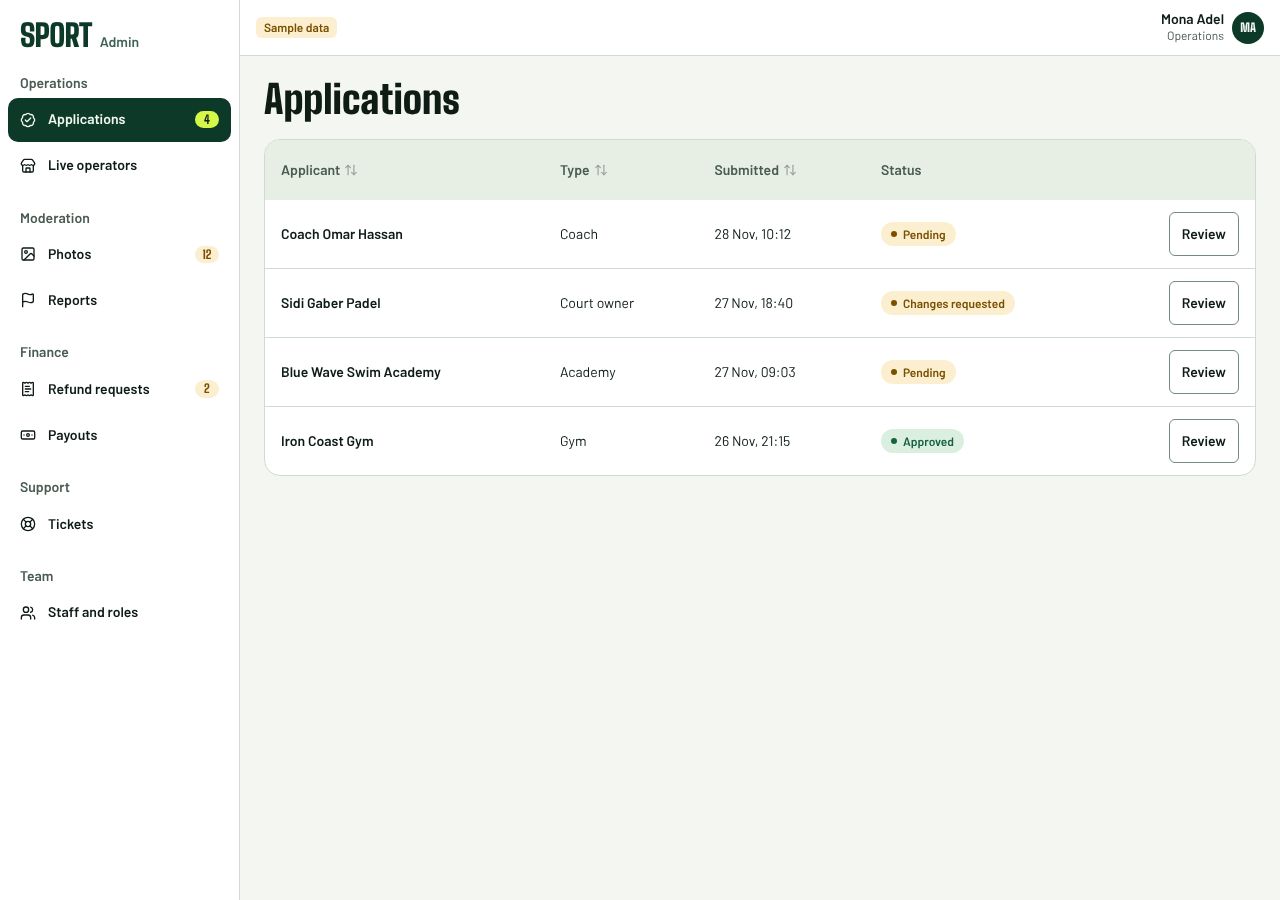 SPORT Admin
Sample data
Mona Adel
Operations
MA
Operations
Applications 4
Live operators
Moderation
Photos 12
Reports
Finance
Refund requests 2
Payouts
Support
Tickets
Team
Staff and roles
Applications
Applicant Type Submitted Status
Coach Omar Hassan Coach 28 Nov, 10:12 Pending Review
Sidi Gaber Padel Court owner 27 Nov, 18:40 Changes requested Review
Blue Wave Swim Academy Academy 27 Nov, 09:03 Pending Review
Iron Coast Gym Gym 26 Nov, 21:15 Approved Review